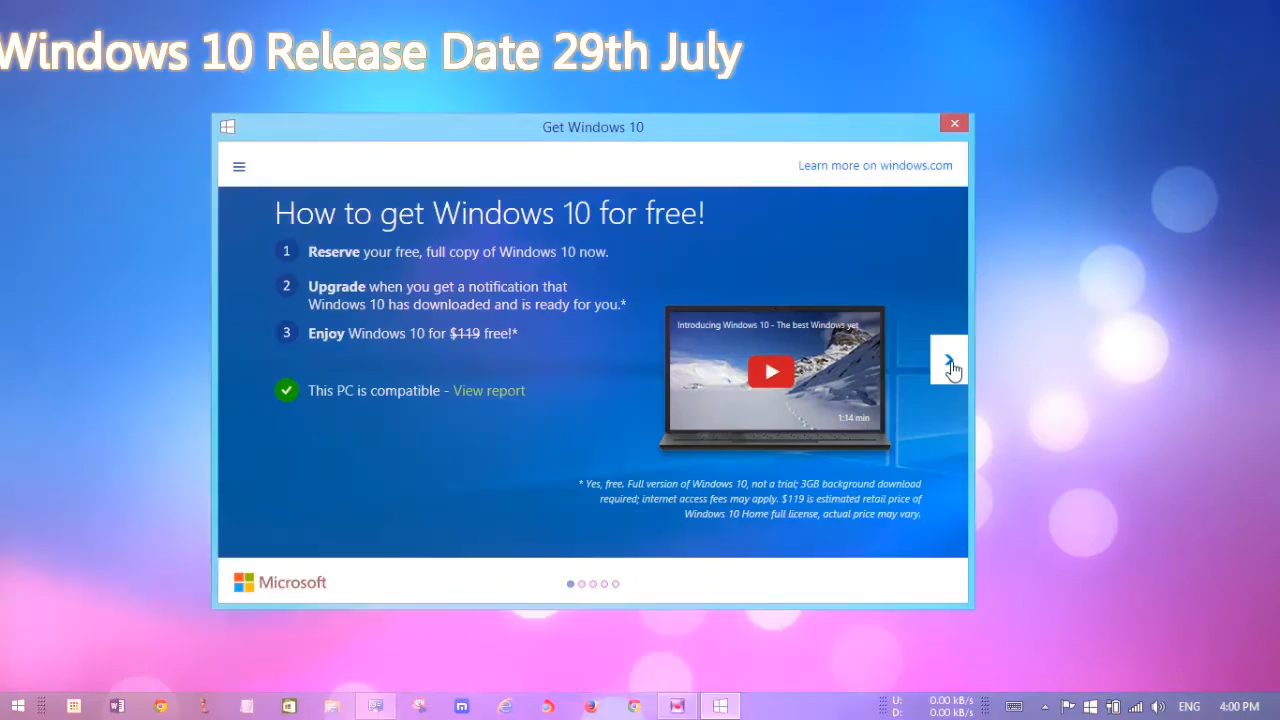 Windows 10 Release Date 29th July
Get Windows 10
Learn more on windows.com
How to get Windows 10 for free!
1 Reserve your free, full copy of Windows 10 now.
2 Upgrade when you get a notification that
Windows 10 has downloaded and is ready for you.*
3 Enjoy Windows 10 for $119 free!*
This PC is compatible - View report
Introducing Windows 10 - The best Windows yet
1:14 min
* Yes, free. Full version of Windows 10, not a trial; 3GB background download
required; internet access fees may apply. $119 is estimated retail price of
Windows 10 Home full license, actual price may vary.
Microsoft
U: 0.00 kB/s
D: 0.00 kB/s
ENG
4:00 PM